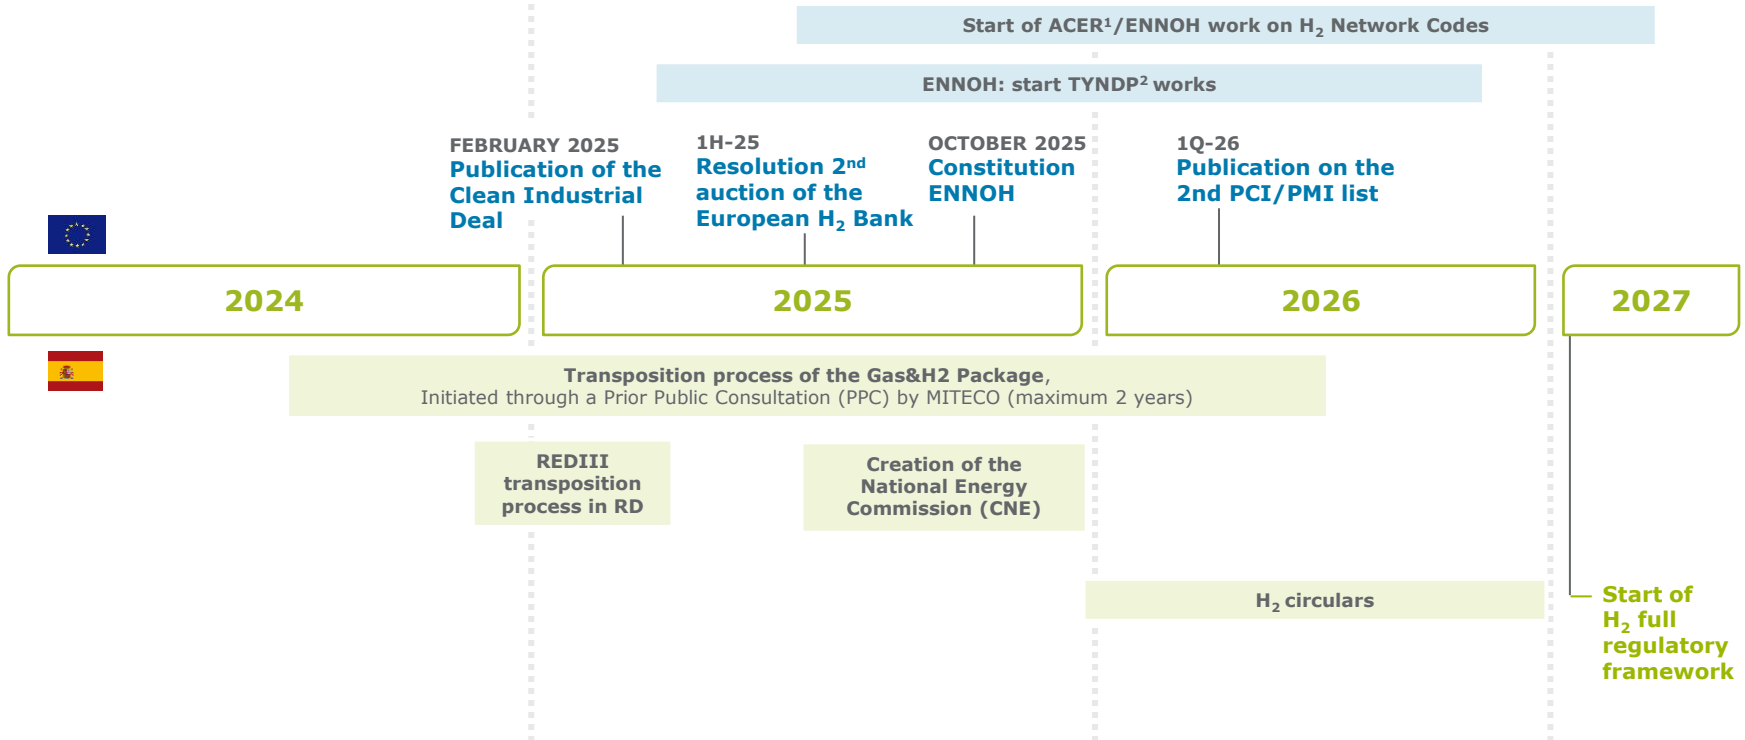 Start of ACER¹/ENNOH work on H₂ Network Codes
ENNOH: start TYNDP² works
FEBRUARY 2025
Publication of the
Clean Industrial
Deal
1H-25
Resolution 2ⁿᵈ
auction of the
European H₂ Bank
OCTOBER 2025
Constitution
ENNOH
1Q-26
Publication on the
2nd PCI/PMI list
2024
2025
2026
2027
Transposition process of the Gas&H2 Package,
Initiated through a Prior Public Consultation (PPC) by MITECO (maximum 2 years)
REDIII
transposition
process in RD
Creation of the
National Energy
Commission (CNE)
H₂ circulars
Start of
H₂ full
regulatory
framework